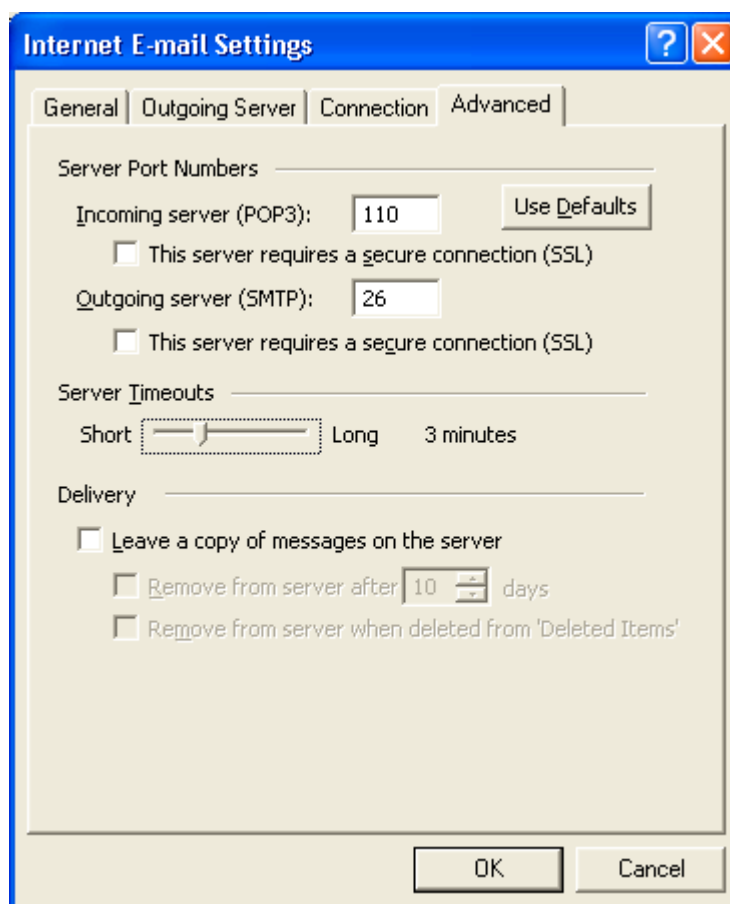 Internet E-mail Settings
General Outgoing Server Connection Advanced
Server Port Numbers
Incoming server (POP3): 110 Use Defaults
This server requires a secure connection (SSL)
Outgoing server (SMTP): 26
This server requires a secure connection (SSL)
Server Timeouts
Short Long 3 minutes
Delivery
Leave a copy of messages on the server
Remove from server after 10 days
Remove from server when deleted from 'Deleted Items'
OK Cancel